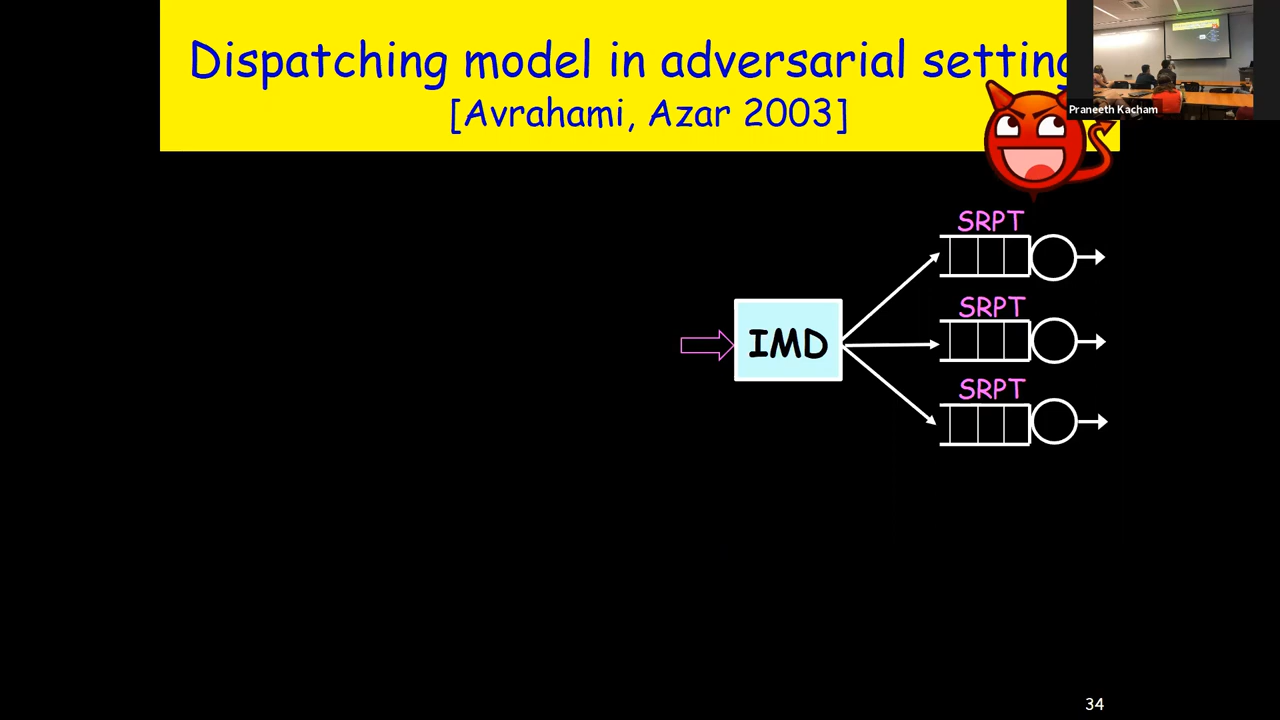 Dispatching model in adversarial setting
[Avrahami, Azar 2003]
Praneeth Kacham
SRPT
SRPT
IMD
SRPT
34